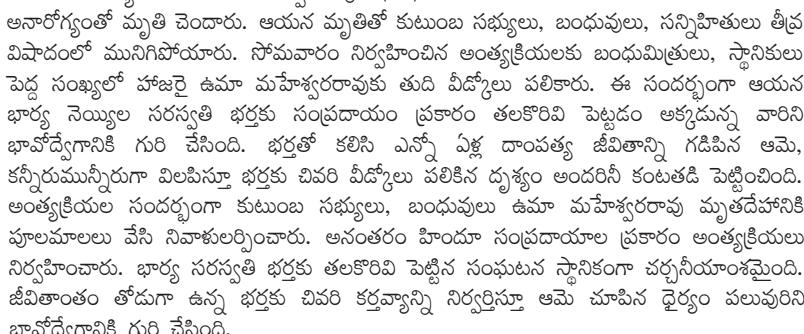 అనారోగ్యంతో మృతి చెందారు. ఆయన మృతితో కుటుంబ సభ్యులు, బంధువులు, సన్నిహితులు తీవ్ర
విషాదంలో మునిగిపోయారు. సోమవారం నిర్వహించిన అంత్యక్రియలకు బంధుమిత్రులు, స్థానికులు
పెద్ద సంఖ్యలో హాజరై ఉమా మహేశ్వరరావుకు తుది వీడ్కోలు పలికారు. ఈ సందర్భంగా ఆయన
భార్య నెయ్యిల సరస్వతి భర్తకు సంప్రదాయం ప్రకారం తలకొరివి పెట్టడం అక్కడున్న వారిని
భావోద్వేగానికి గురి చేసింది. భర్తతో కలిసి ఎన్నో ఏళ్ల దాంపత్య జీవితాన్ని గడిపిన ఆమె,
కన్నీరుమున్నీరుగా విలపిస్తూ భర్తకు చివరి వీడ్కోలు పలికిన దృశ్యం అందరినీ కంటతడి పెట్టించింది.
అంత్యక్రియల సందర్భంగా కుటుంబ సభ్యులు, బంధువులు ఉమా మహేశ్వరరావు మృతదేహానికి
పూలమాలలు వేసి నివాళులర్పించారు. అనంతరం హిందూ సంప్రదాయాల ప్రకారం అంత్యక్రియలు
నిర్వహించారు. భార్య సరస్వతి భర్తకు తలకొరివి పెట్టిన సంఘటన స్థానికంగా చర్చనీయాంశమైంది.
జీవితాంతం తోడుగా ఉన్న భర్తకు చివరి కర్తవ్యాన్ని నిర్వర్తిస్తూ ఆమె చూపిన ధైర్యం పలువురిని
భావోద్వేగానికి గురి చేసింది.